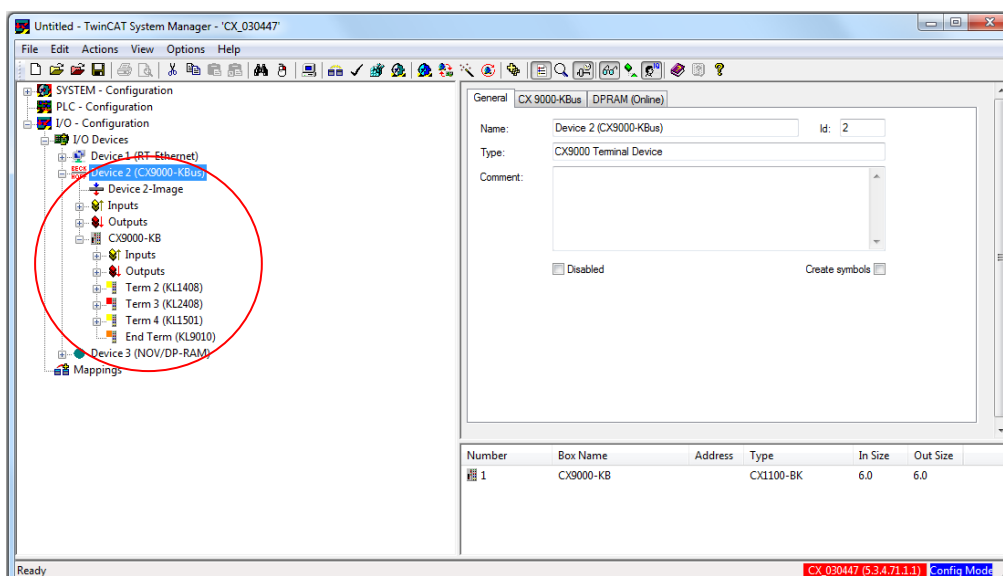 Untitled - TwinCAT System Manager - 'CX_030447'
File Edit Actions View Options Help
SYSTEM - Configuration
PLC - Configuration
I/O - Configuration
I/O Devices
Device 1 (RT-Ethernet)
BECK HOFF Device 2 (CX9000-KBus)
Device 2-Image
Inputs
Outputs
CX9000-KB
Inputs
Outputs
Term 2 (KL1408)
Term 3 (KL2408)
Term 4 (KL1501)
End Term (KL9010)
Device 3 (NOV/DP-RAM)
Mappings
General CX 9000-KBus DPRAM (Online)
Name: Device 2 (CX9000-KBus) Id: 2
Type: CX9000 Terminal Device
Comment:
Disabled Create symbols
Number Box Name Address Type In Size Out Size
1 CX9000-KB CX1100-BK 6.0 6.0
Ready CX_030447 (5.3.4.71.1.1) Config Mode